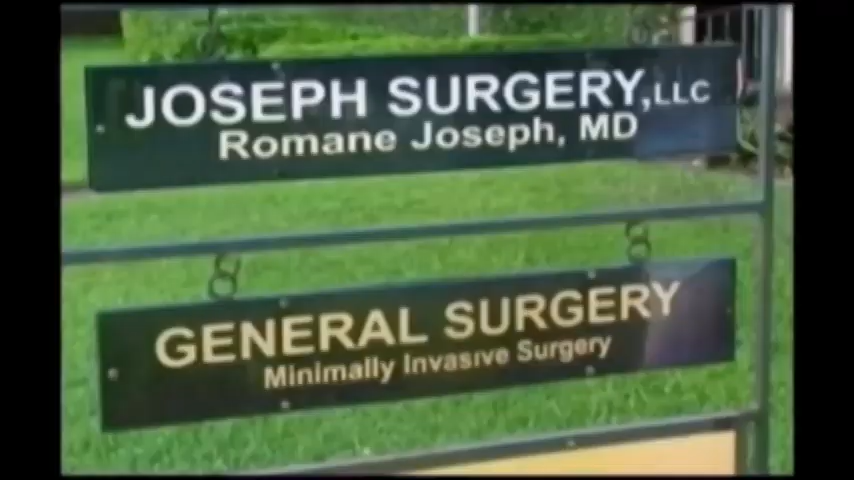 JOSEPH SURGERY, LLC
Romane Joseph, MD
GENERAL SURGERY
Minimally Invasive Surgery